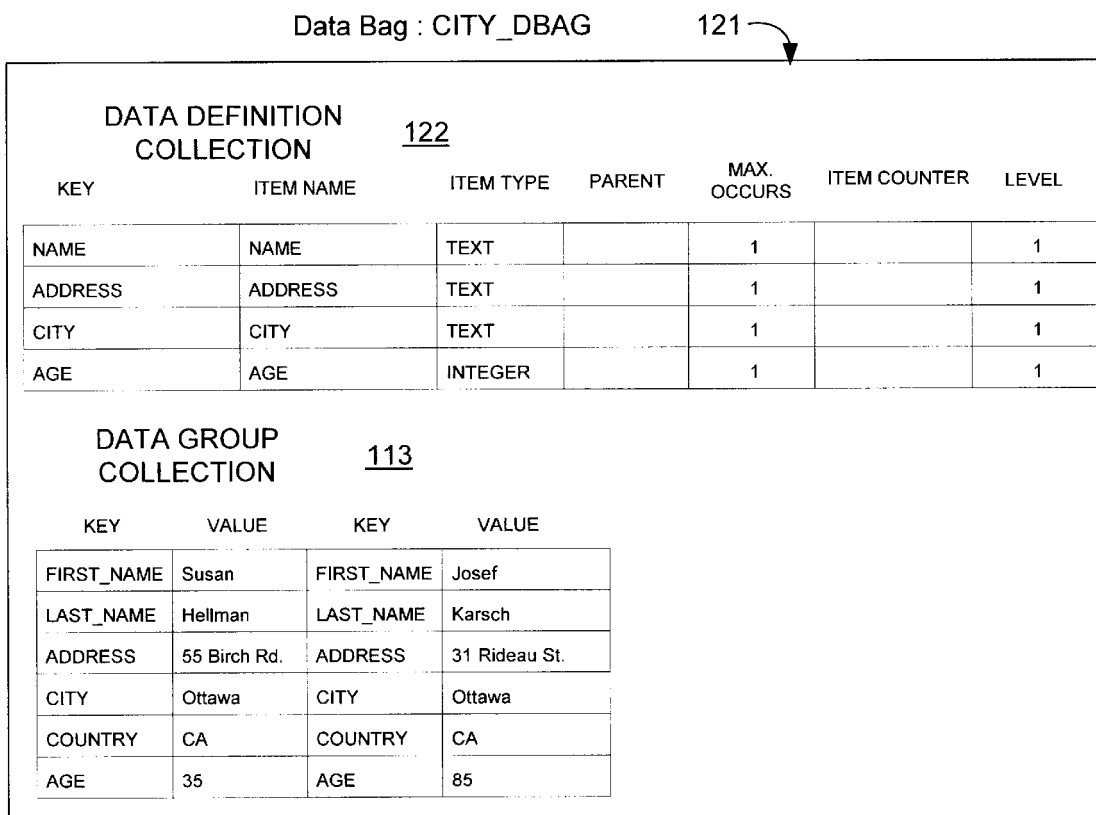 Data Bag : CITY_DBAG 121
DATA DEFINITION
COLLECTION 122
KEY ITEM NAME ITEM TYPE PARENT MAX. OCCURS ITEM COUNTER LEVEL
NAME NAME TEXT 1 1
ADDRESS ADDRESS TEXT 1 1
CITY CITY TEXT 1 1
AGE AGE INTEGER 1 1
DATA GROUP
COLLECTION 113
KEY VALUE KEY VALUE
FIRST_NAME Susan FIRST_NAME Josef
LAST_NAME Hellman LAST_NAME Karsch
ADDRESS 55 Birch Rd. ADDRESS 31 Rideau St.
CITY Ottawa CITY Ottawa
COUNTRY CA COUNTRY CA
AGE 35 AGE 85